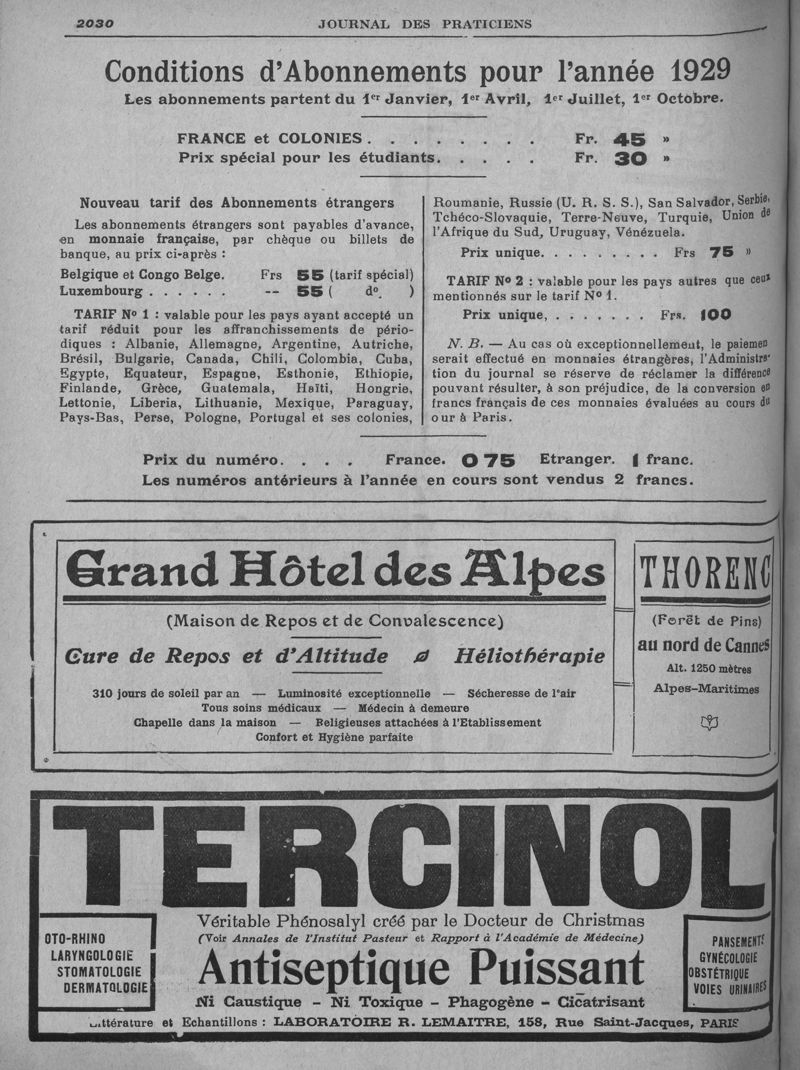 2030
JOURNAL DES PRATICIENS
Conditions d'Abonnements pour l'année 1929
Les abonnements partent du 1er Janvier, 1er Avril, 1er Juillet, 1er Octobre.
FRANCE et COLONIES . . . . . . . . Fr. 45 »
Prix spécial pour les étudiants. . . . . Fr. 30 »
Nouveau tarif des Abonnements étrangers
Les abonnements étrangers sont payables d'avance,
en monnaie française, par chèque ou billets de
banque, au prix ci-après :
Belgique et Congo Belge. Frs 55 (tarif spécial)
Luxembourg . . . . . . -- 55 ( do. )
TARIF No 1 : valable pour les pays ayant accepté un
tarif réduit pour les affranchissements de pério-
diques : Albanie, Allemagne, Argentine, Autriche,
Brésil, Bulgarie, Canada, Chili, Colombia, Cuba,
Egypte, Equateur, Espagne, Esthonie, Ethiopie,
Finlande, Grèce, Guatemala, Haïti, Hongrie,
Lettonie, Liberia, Lithuanie, Mexique, Paraguay,
Pays-Bas, Perse, Pologne, Portugal et ses colonies,
Roumanie, Russie (U. R. S. S.), San Salvador, Serbie,
Tchéco-Slovaquie, Terre-Neuve, Turquie, Union de
l'Afrique du Sud, Uruguay, Vénézuela.
Prix unique. . . . . . . . . Frs 75 »
TARIF No 2 : valable pour les pays autres que ceux
mentionnés sur le tarif No 1.
Prix unique, . . . . . . . Frs. 100
N. B. — Au cas où exceptionnellement, le paiemen
serait effectué en monnaies étrangères, l'Administra-
tion du journal se réserve de réclamer la différence
pouvant résulter, à son préjudice, de la conversion en
francs français de ces monnaies évaluées au cours du
our à Paris.
Prix du numéro. . . . France. 0 75 Etranger. 1 franc.
Les numéros antérieurs à l'année en cours sont vendus 2 francs.
Grand Hôtel des Alpes
(Maison de Repos et de Convalescence)
Cure de Repos et d'Altitude Héliothérapie
310 jours de soleil par an — Luminosité exceptionnelle — Sécheresse de l'air
Tous soins médicaux — Médecin à demeure
Chapelle dans la maison — Religieuses attachées à l'Etablissement
Confort et Hygiène parfaite
THORENC
(Forêt de Pins)
au nord de Cannes
Alt. 1250 mètres
Alpes-Maritimes
TERCINOL
Véritable Phénosalyl créé par le Docteur de Christmas
(Voir Annales de l'Institut Pasteur et Rapport à l'Académie de Médecine)
OTO-RHINO
LARYNGOLOGIE
STOMATOLOGIE
DERMATOLOGIE
Antiseptique Puissant
Ni Caustique - Ni Toxique - Phagogène - Cicatrisant
PANSEMENTS
GYNÉCOLOGIE
OBSTÉTRIQUE
VOIES URINAIRES
Littérature et Echantillons : LABORATOIRE R. LEMAITRE, 158, Rue Saint-Jacques, PARIS